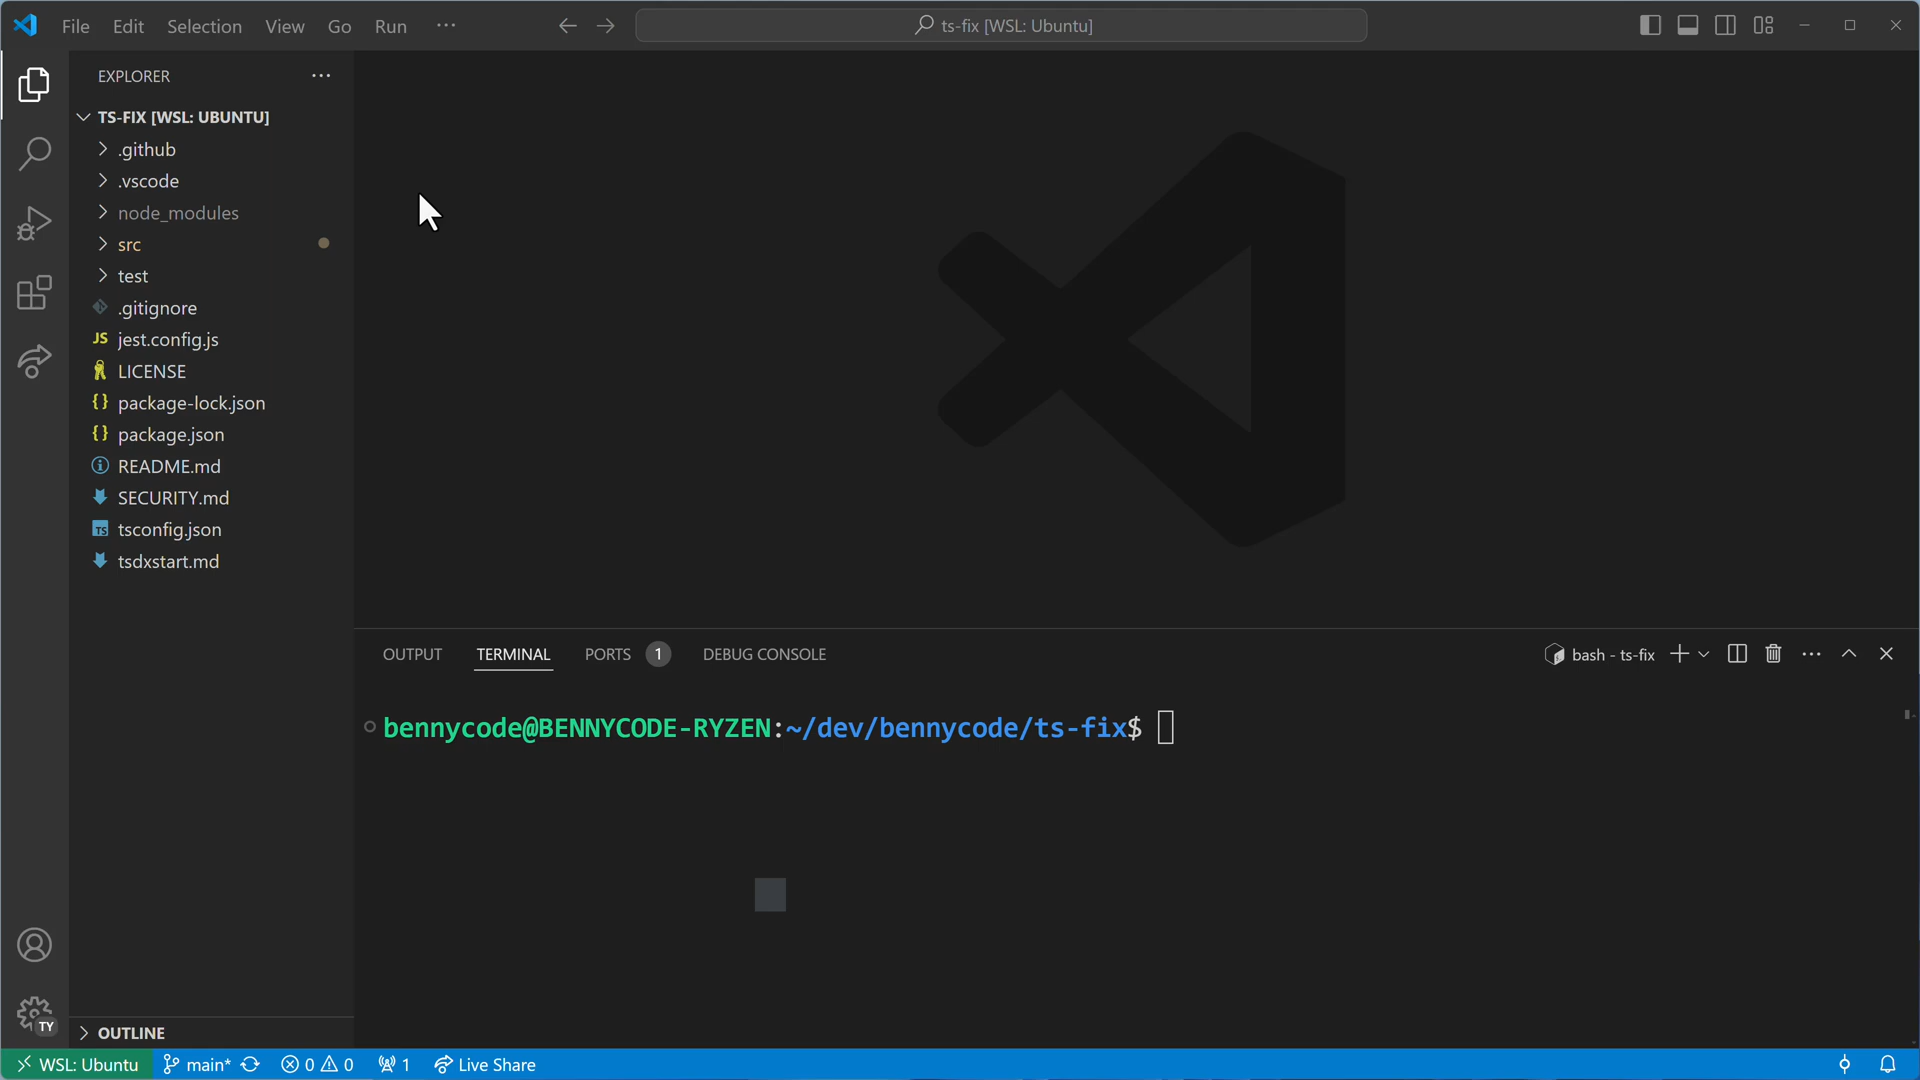 File Edit Selection View Go Run ···
ts-fix [WSL: Ubuntu]
EXPLORER
TS-FIX [WSL: UBUNTU]
.github
.vscode
node_modules
src
test
.gitignore
JS jest.config.js
LICENSE
{} package-lock.json
{} package.json
README.md
SECURITY.md
TS tsconfig.json
tsdxstart.md
OUTPUT TERMINAL PORTS 1 DEBUG CONSOLE
bash - ts-fix
bennycode@BENNYCODE-RYZEN:~/dev/bennycode/ts-fix$
TY
OUTLINE
WSL: Ubuntu main* 0 0 1 Live Share